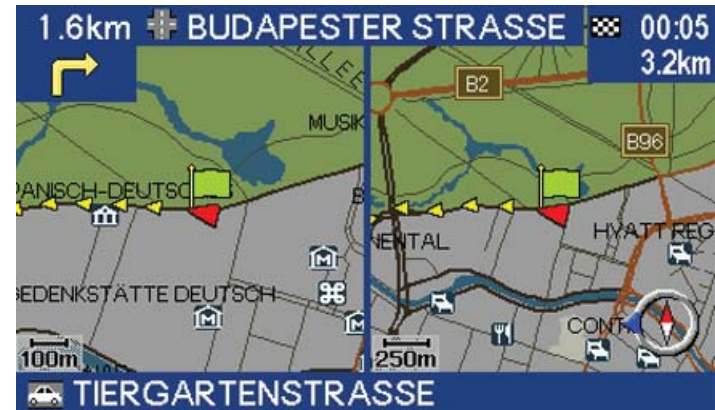 1.6km BUDAPESTER STRASSE 00:05
3.2km
MUSIK
PANISCH-DEUTSC
EDENKSTÄTTE DEUTSCH
100m
B2
B96
NENTAL
HYATT REG
CONT
250m
TIERGARTENSTRASSE